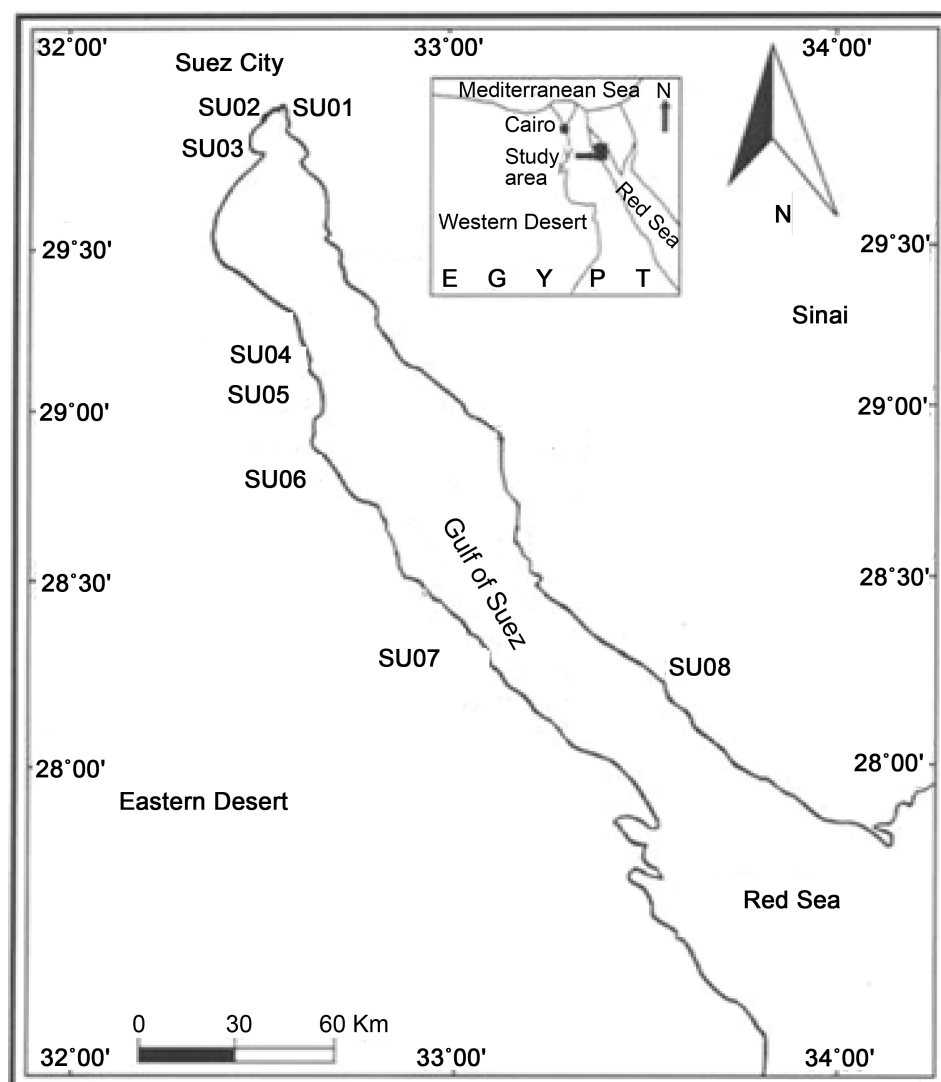 32°00'
33°00'
34°00'
Suez City
SU02
SU01
SU03
Mediterranean Sea
N
Cairo
Study
area
Red Sea
Western Desert
E G Y P T
N
29°30'
29°30'
Sinai
SU04
SU05
29°00'
29°00'
SU06
Gulf of Suez
28°30'
28°30'
SU07
SU08
28°00'
28°00'
Eastern Desert
Red Sea
0 30 60 Km
32°00'
33°00'
34°00'